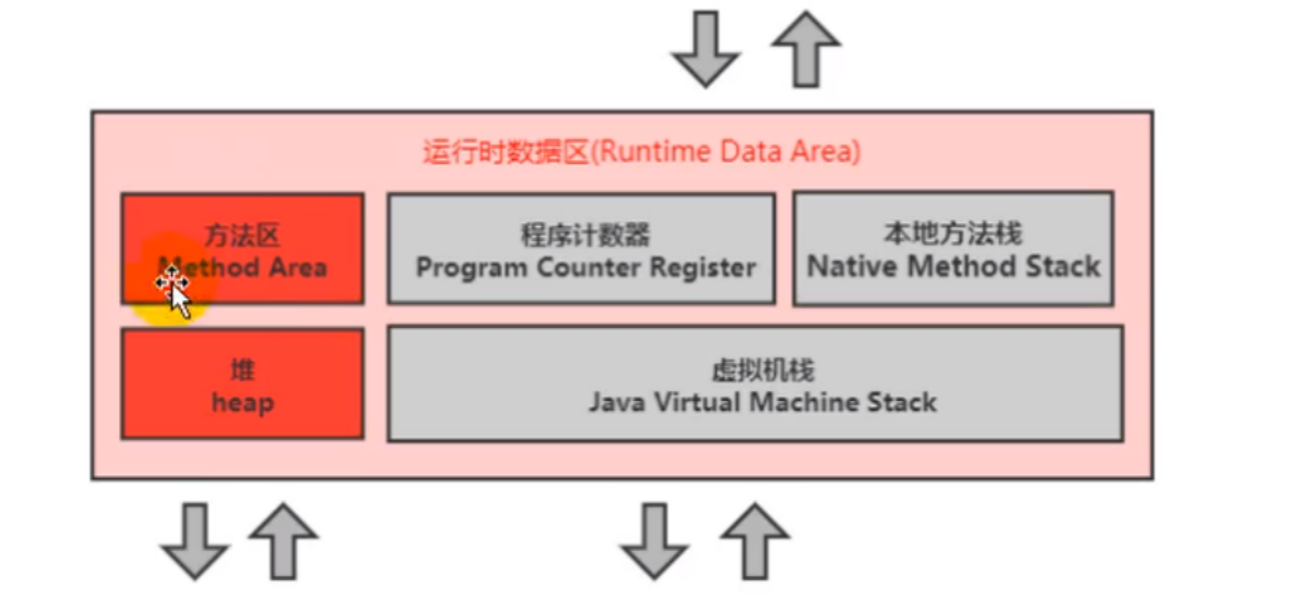 运行时数据区(Runtime Data Area)
方法区
Method Area
程序计数器
Program Counter Register
本地方法栈
Native Method Stack
堆
heap
虚拟机栈
Java Virtual Machine Stack